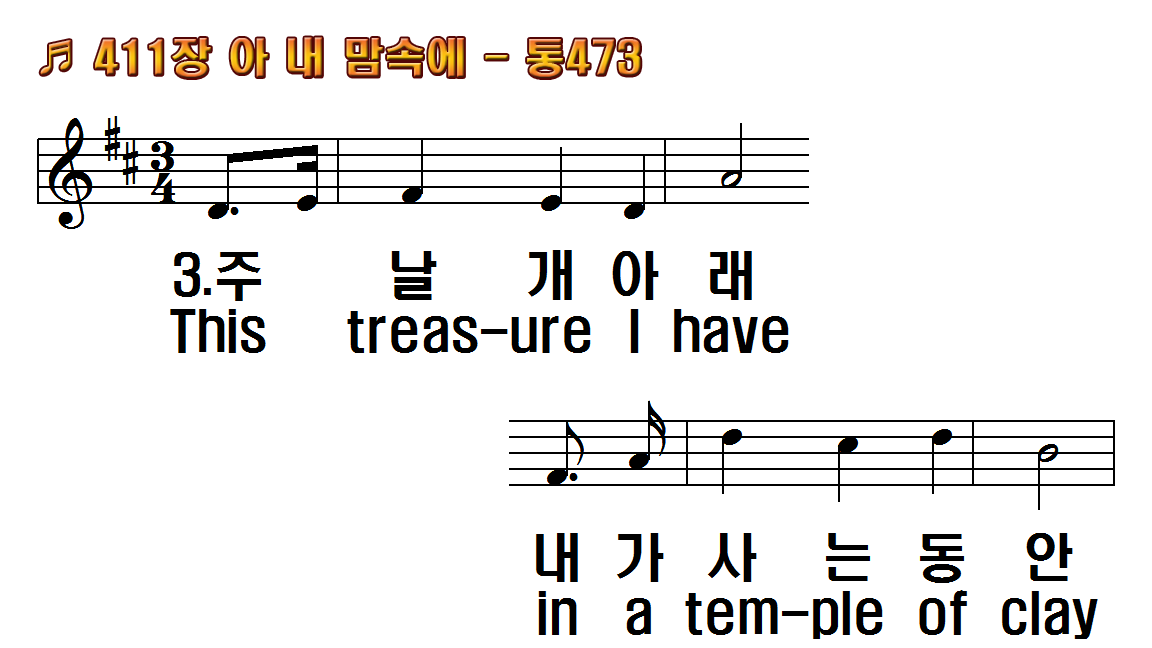 ♬ 411장 아 내 맘속에 - 통473
3.주 날 개 아 래
This treas-ure I have
내 가 사 는 동 안
in a tem-ple of clay